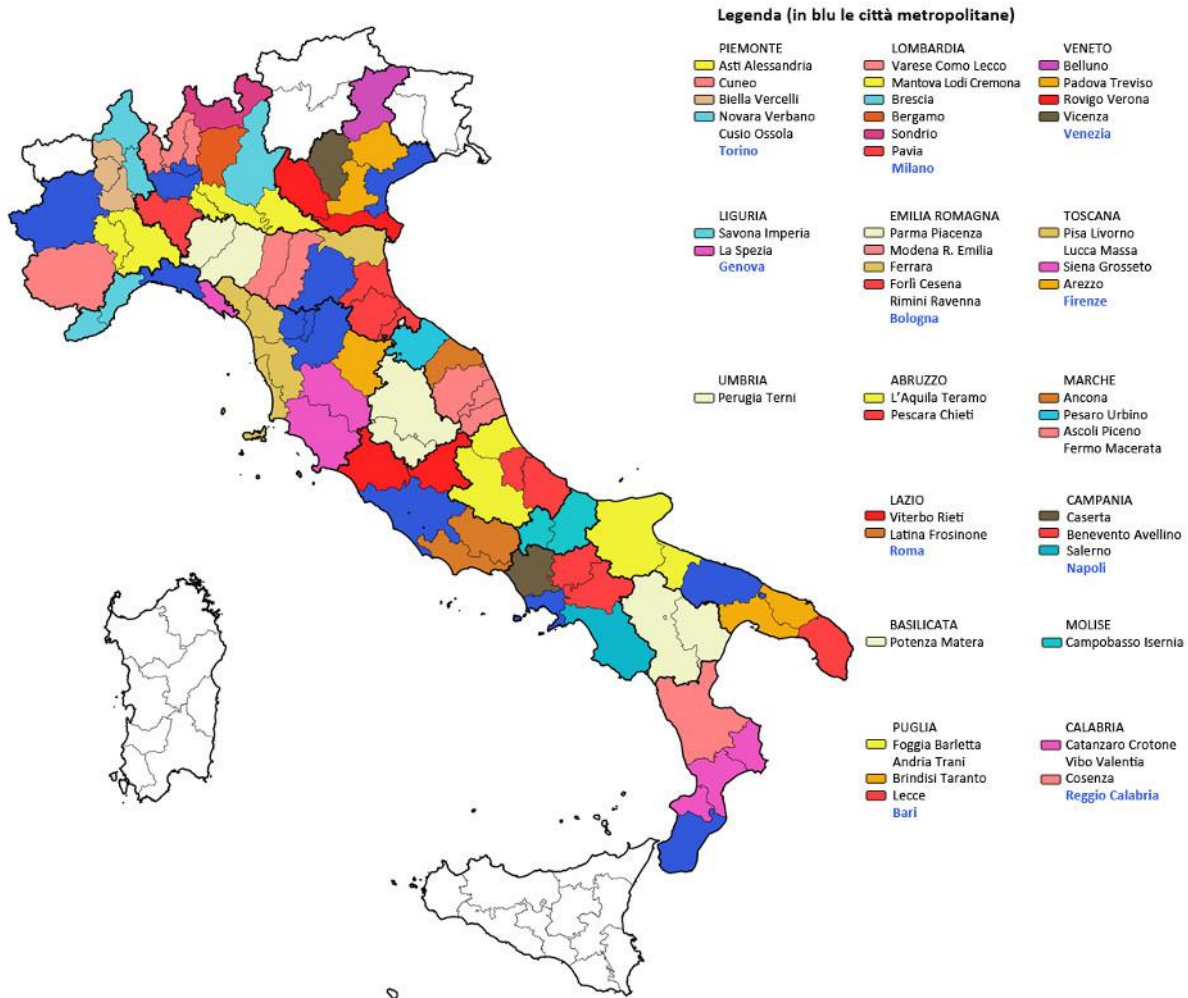 Legenda (in blu le città metropolitane)
PIEMONTE
Asti Alessandria
Cuneo
Biella Vercelli
Novara Verbano
Cusio Ossola
Torino
LOMBARDIA
Varese Como Lecco
Mantova Lodi Cremona
Brescia
Bergamo
Sondrio
Pavia
Milano
VENETO
Belluno
Padova Treviso
Rovigo Verona
Vicenza
Venezia
LIGURIA
Savona Imperia
La Spezia
Genova
EMILIA ROMAGNA
Parma Piacenza
Modena R. Emilia
Ferrara
Forlì Cesena
Rimini Ravenna
Bologna
TOSCANA
Pisa Livorno
Lucca Massa
Siena Grosseto
Arezzo
Firenze
UMBRIA
Perugia Terni
ABRUZZO
L'Aquila Teramo
Pescara Chieti
MARCHE
Ancona
Pesaro Urbino
Ascoli Piceno
Fermo Macerata
LAZIO
Viterbo Rieti
Latina Frosinone
Roma
CAMPANIA
Caserta
Benevento Avellino
Salerno
Napoli
BASILICATA
Potenza Matera
MOLISE
Campobasso Isernia
PUGLIA
Foggia Barletta
Andria Trani
Brindisi Taranto
Lecce
Bari
CALABRIA
Catanzaro Crotone
Vibo Valentia
Cosenza
Reggio Calabria